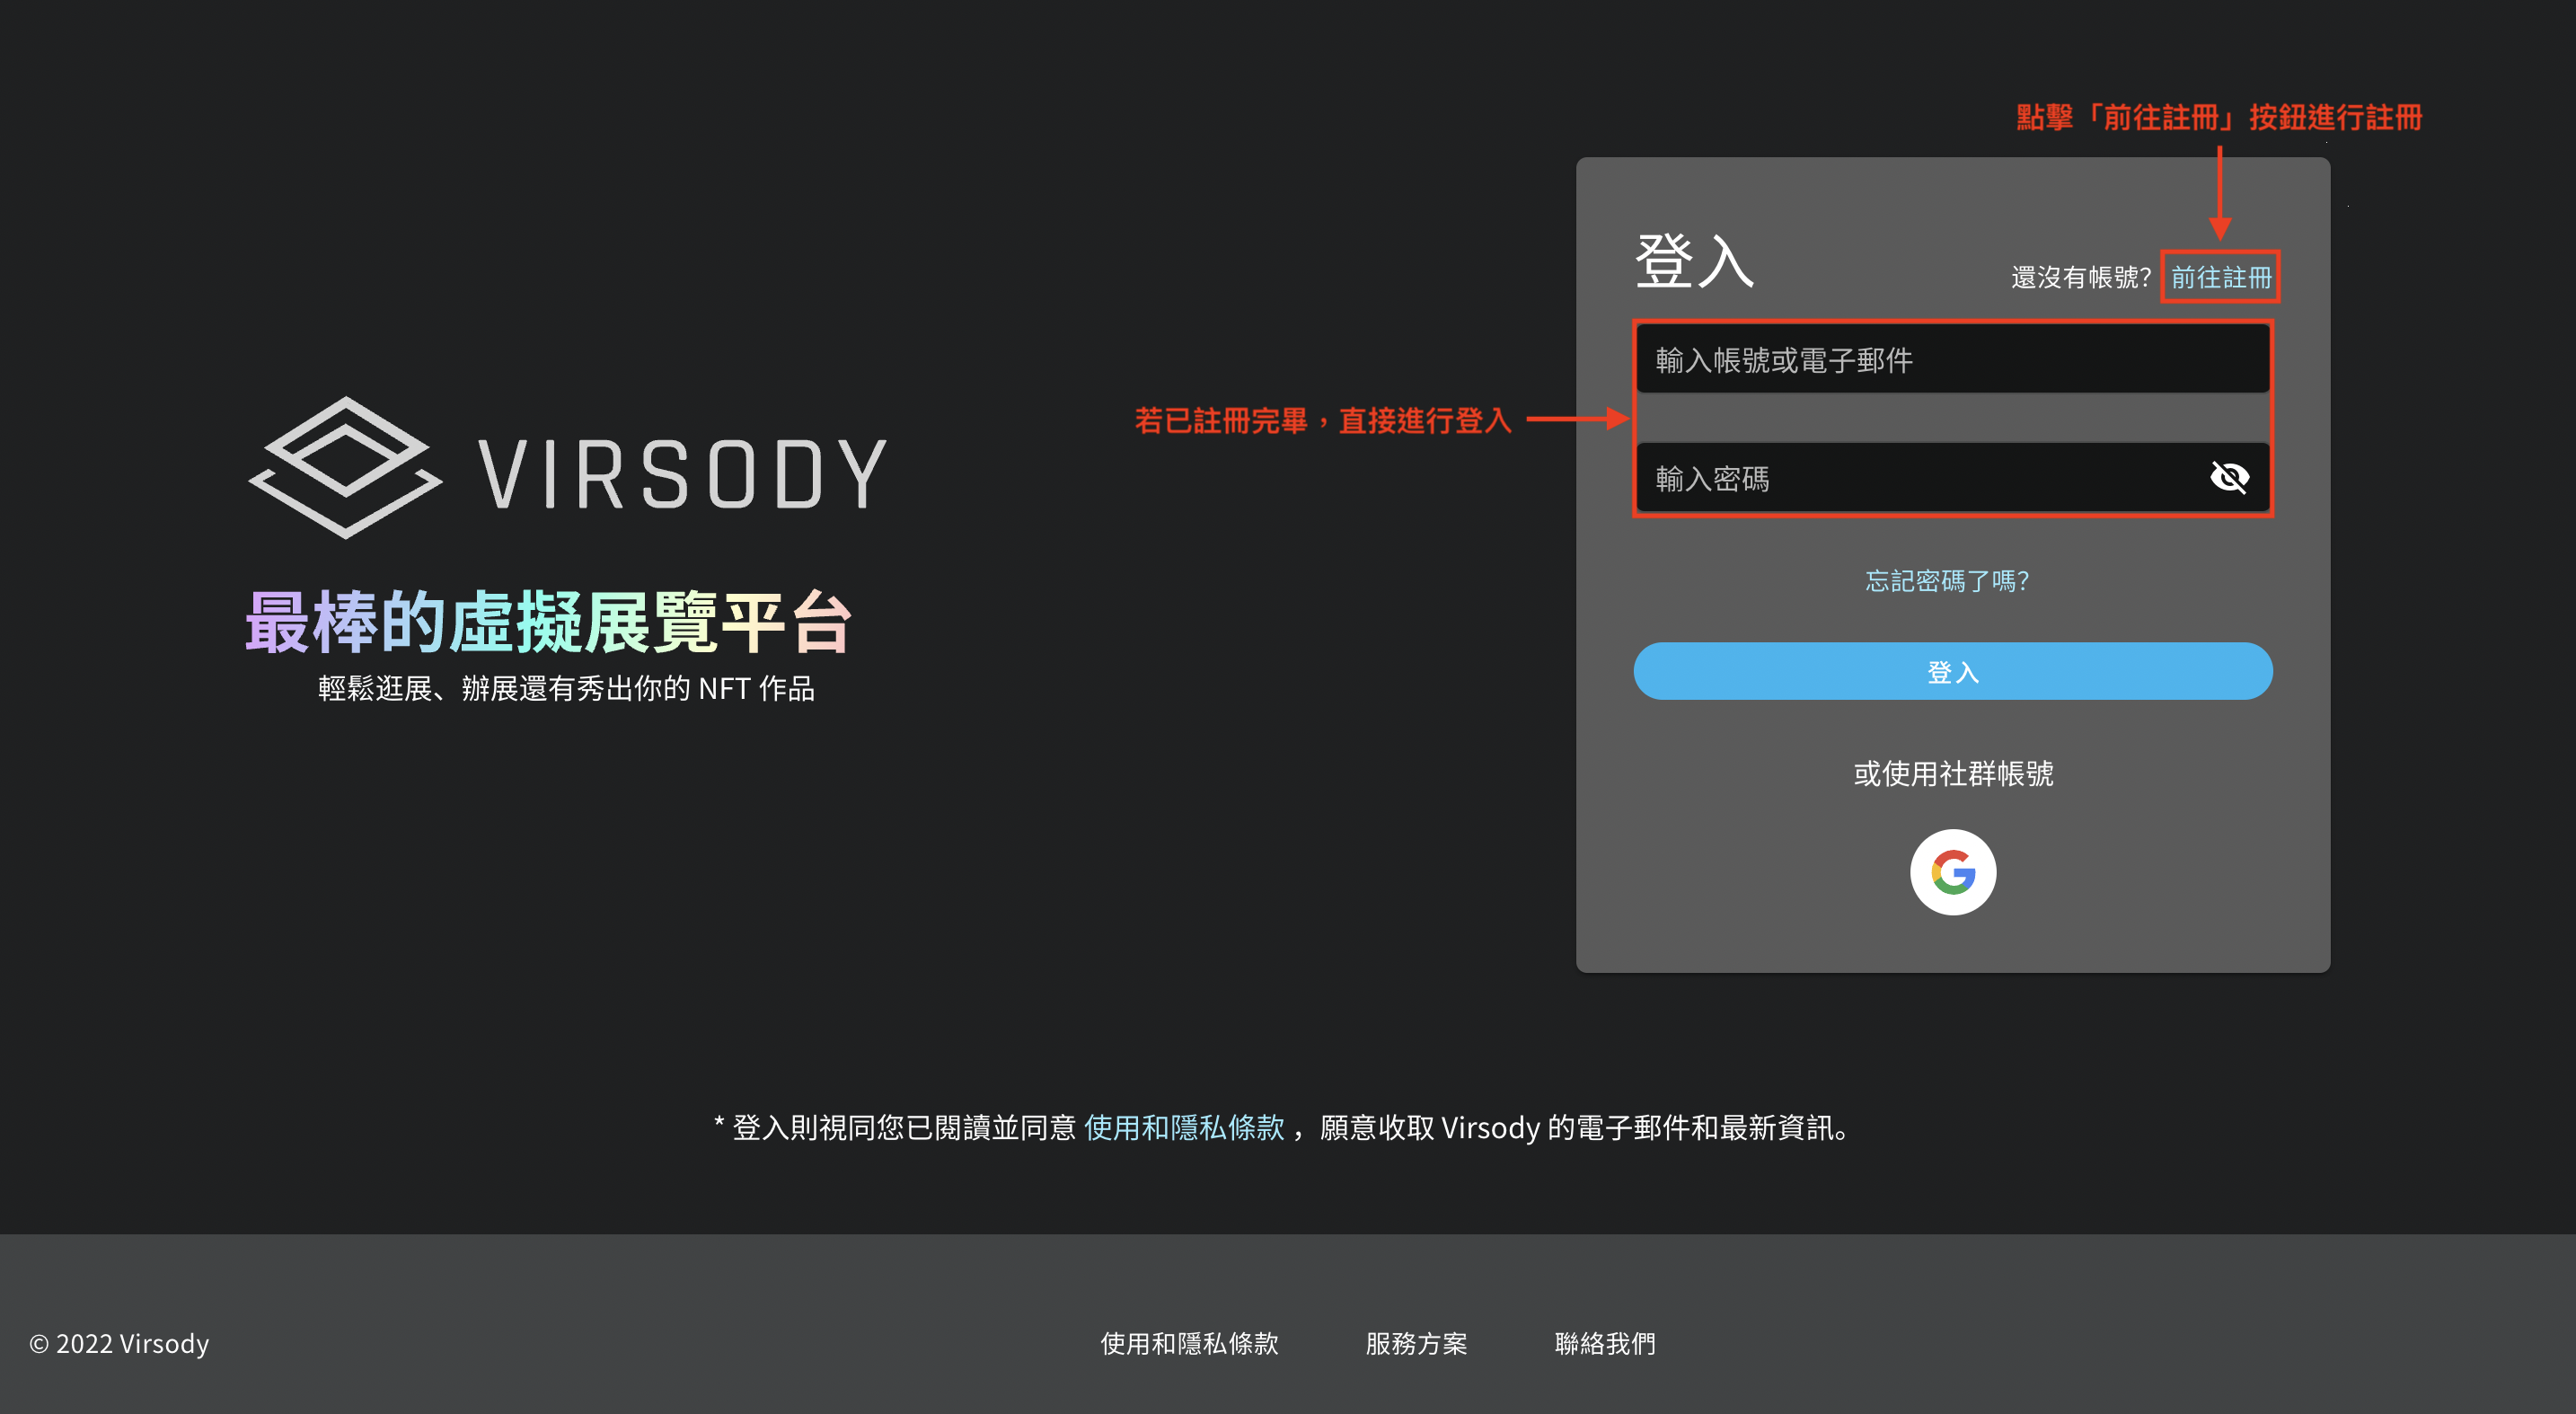 點擊「前往註冊」按鈕進行註冊
登入
還沒有帳號? 前往註冊
輸入帳號或電子郵件
若已註冊完畢，直接進行登入
輸入密碼
VIRSODY
最棒的虛擬展覽平台
輕鬆逛展、辦展還有秀出你的 NFT 作品
忘記密碼了嗎?
登入
或使用社群帳號
* 登入則視同您已閱讀並同意 使用和隱私條款 ，願意收取 Virsody 的電子郵件和最新資訊。
© 2022 Virsody
使用和隱私條款
服務方案
聯絡我們